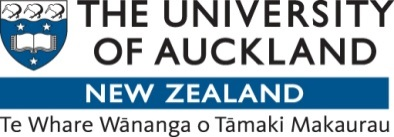 THE UNIVERSITY
OF AUCKLAND
NEW ZEALAND
Te Whare Wānanga o Tāmaki Makaurau